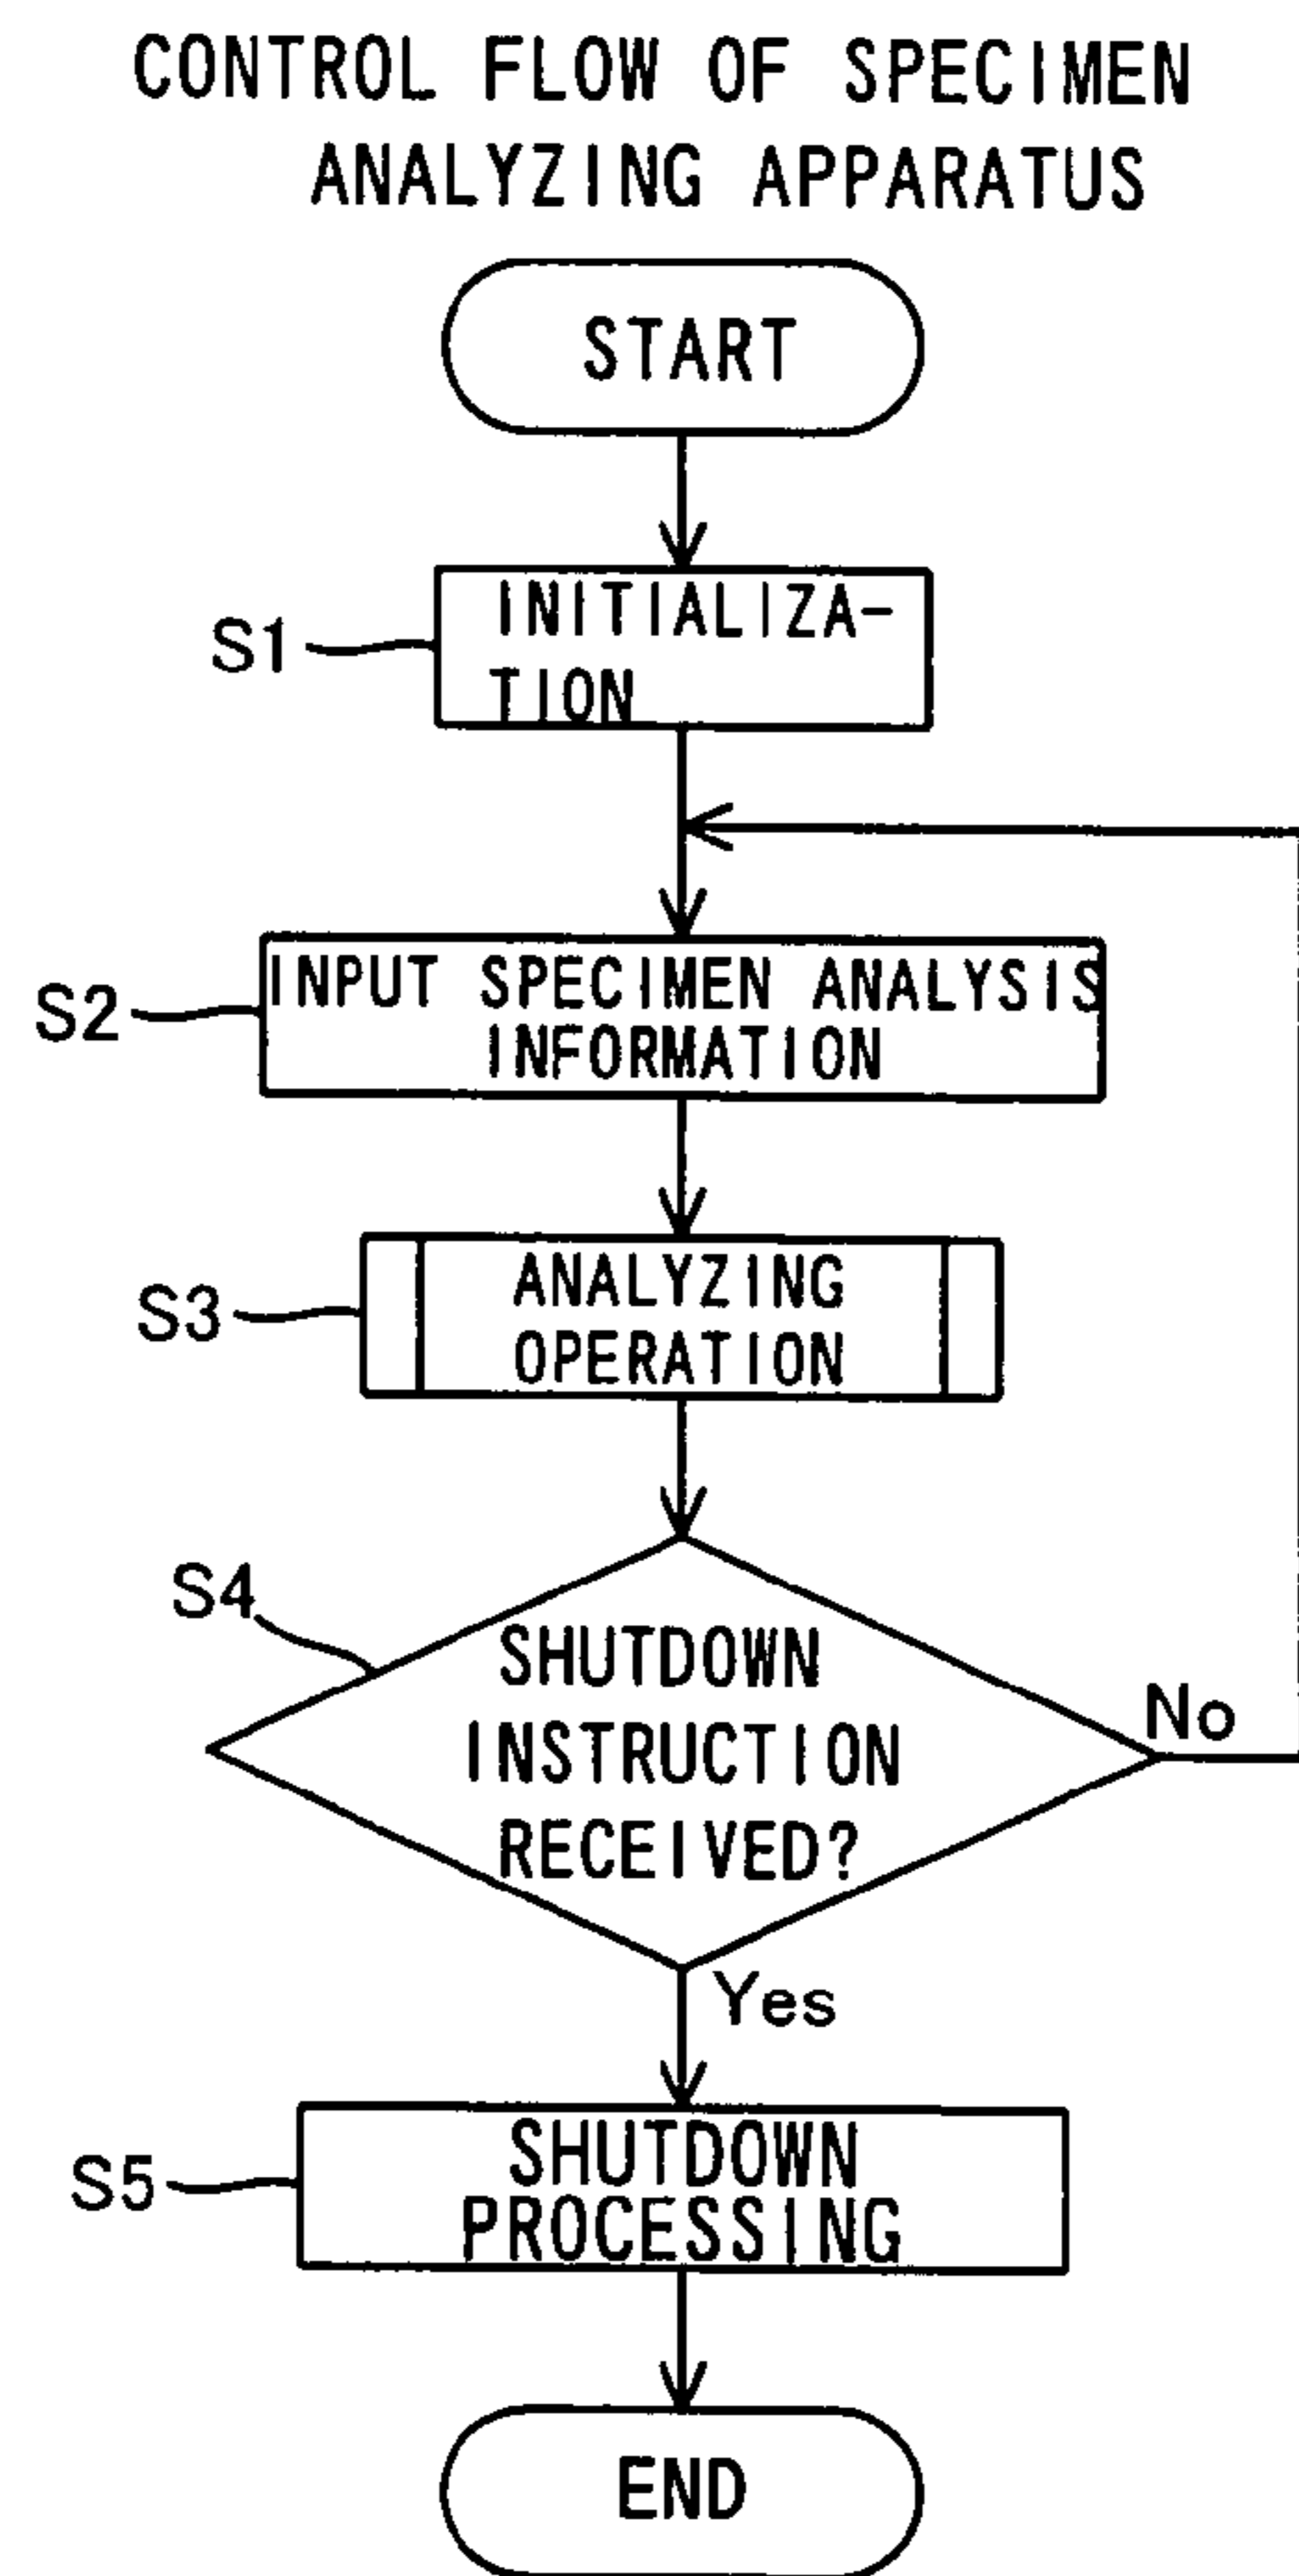 CONTROL FLOW OF SPECIMEN
ANALYZING APPARATUS
START
S1
INITIALIZA-
TION
S2
INPUT SPECIMEN ANALYSIS
INFORMATION
S3
ANALYZING
OPERATION
S4
SHUTDOWN
INSTRUCTION
RECEIVED?
No
Yes
S5
SHUTDOWN
PROCESSING
END